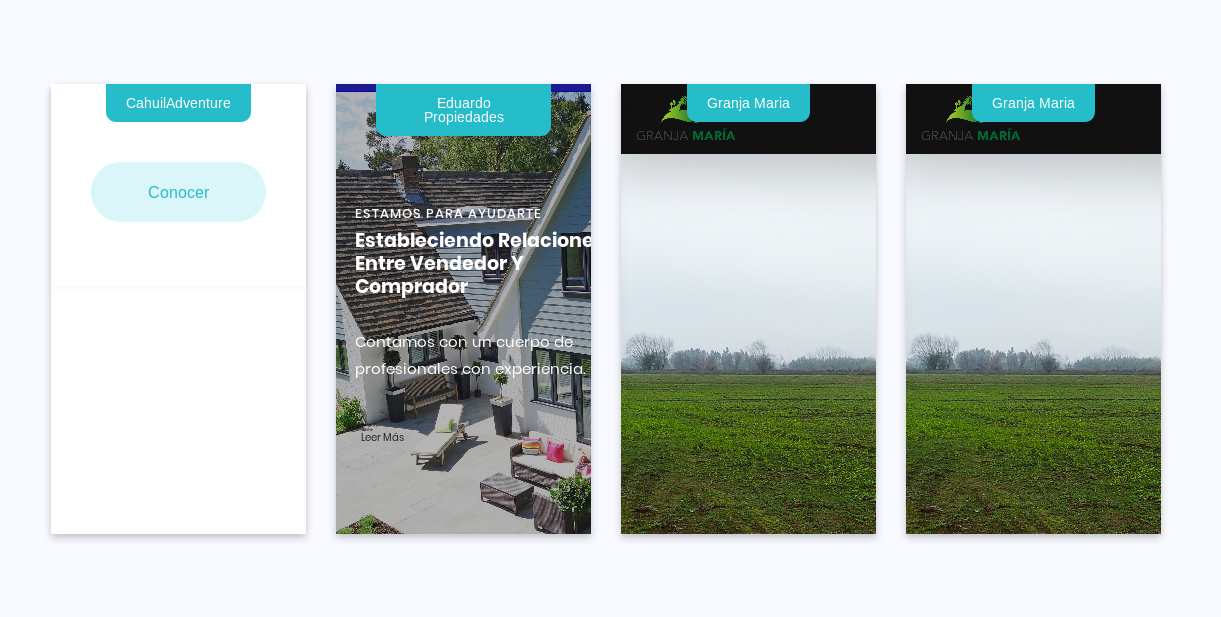 CahuilAdventure
Conocer
Eduardo
Propiedades
ESTAMOS PARA AYUDARTE
Estableciendo Relacione
Entre Vendedor Y
Comprador
Contamos con un cuerpo de
profesionales con experiencia.
Leer Más
Granja Maria
GRANJA MARÍA
Granja Maria
GRANJA MARÍA